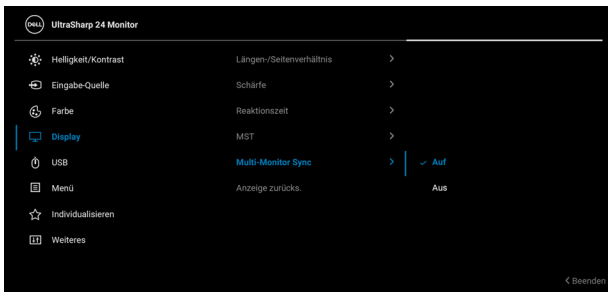 DELL UltraSharp 24 Monitor
Helligkeit/Kontrast Längen-/Seitenverhältnis
Eingabe-Quelle Schärfe
Farbe Reaktionszeit
Display MST
USB Multi-Monitor Sync Auf
Menü Anzeige zurücks. Aus
Individualisieren
Weiteres
Beenden